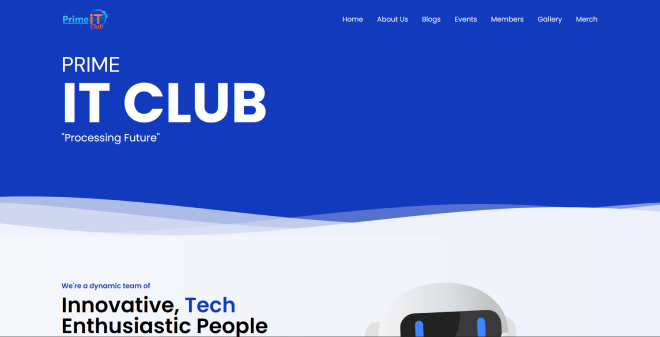 Prime iT Club
Home About Us Blogs Events Members Gallery Merch
PRIME
IT CLUB
"Processing Future"
We're a dynamic team of
Innovative, Tech
Enthusiastic People